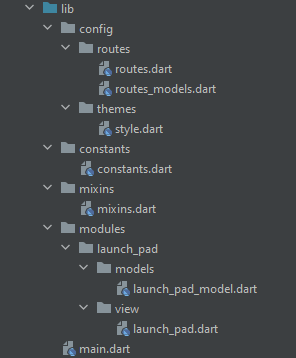 lib
config
routes
routes.dart
routes_models.dart
themes
style.dart
constants
constants.dart
mixins
mixins.dart
modules
launch_pad
models
launch_pad_model.dart
view
launch_pad.dart
main.dart